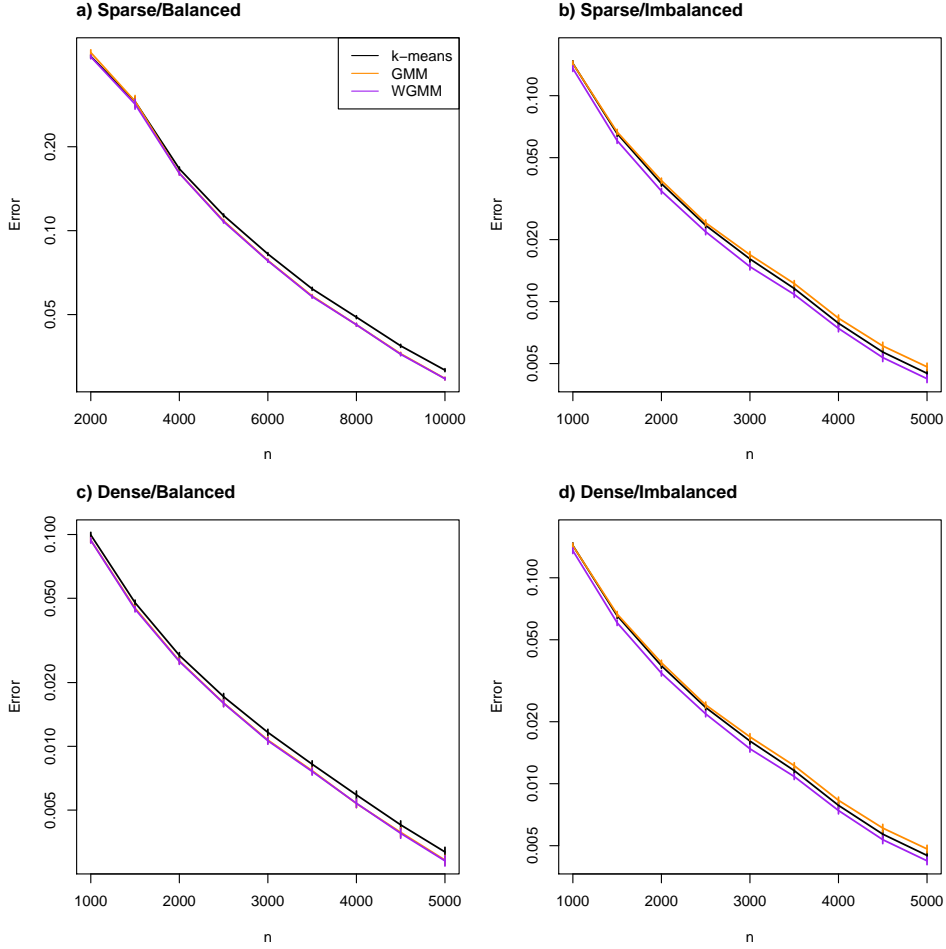 a) Sparse/Balanced
b) Sparse/Imbalanced
k−means
GMM
WGMM
Error
0.20
0.10
0.05
2000 4000 6000 8000 10000
n
Error
0.100
0.050
0.020
0.010
0.005
1000 2000 3000 4000 5000
n
c) Dense/Balanced
d) Dense/Imbalanced
Error
0.100
0.050
0.020
0.010
0.005
1000 2000 3000 4000 5000
n
Error
0.100
0.050
0.020
0.010
0.005
1000 2000 3000 4000 5000
n